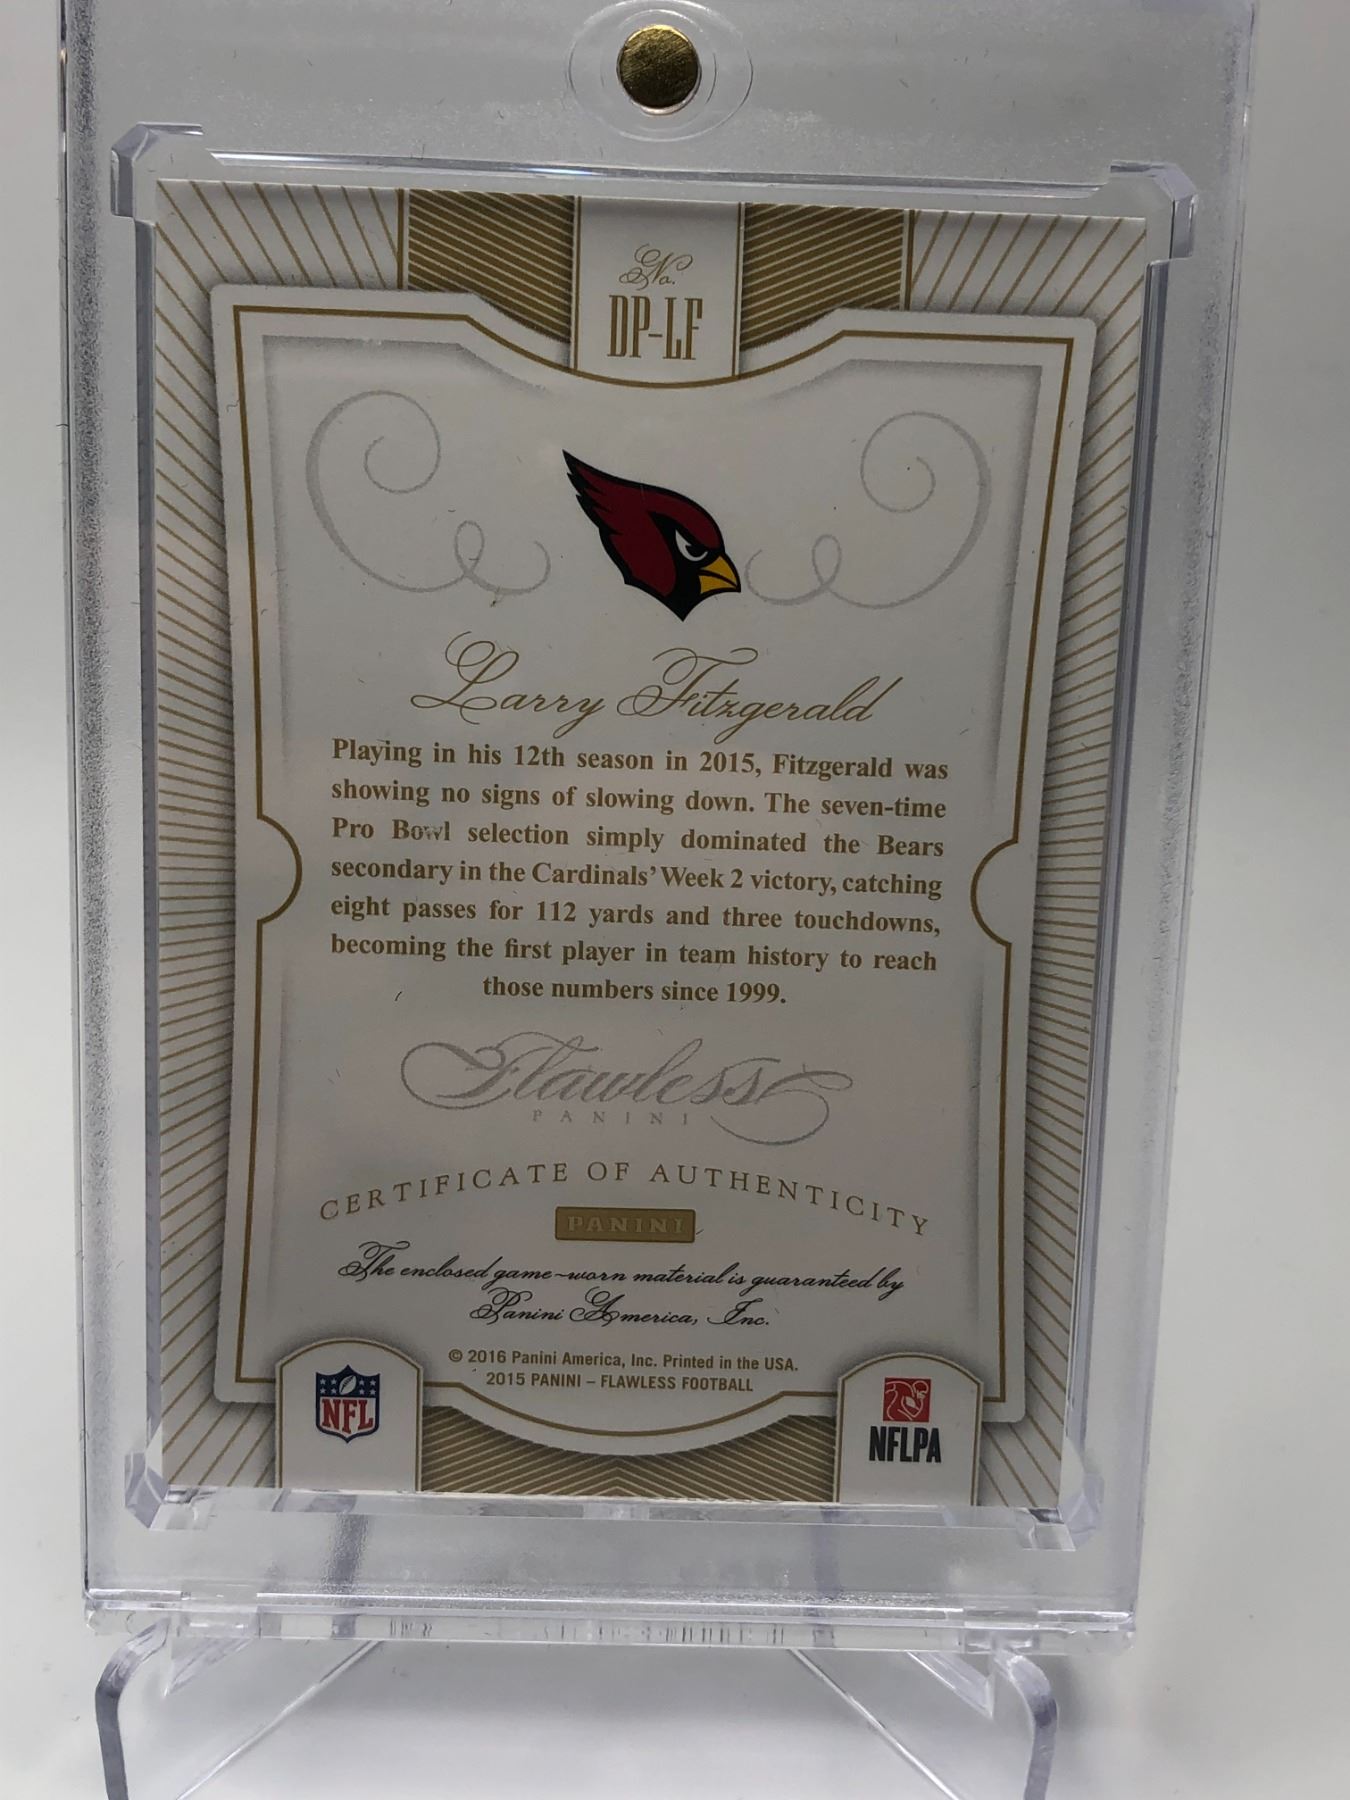 No.
DP-LF
Larry Fitzgerald
Playing in his 12th season in 2015, Fitzgerald was
showing no signs of slowing down. The seven-time
Pro Bowl selection simply dominated the Bears
secondary in the Cardinals' Week 2 victory, catching
eight passes for 112 yards and three touchdowns,
becoming the first player in team history to reach
those numbers since 1999.
Flawless
PANINI
CERTIFICATE OF AUTHENTICITY
PANINI
The enclosed game-worn material is guaranteed by
Panini America, Inc.
© 2016 Panini America, Inc. Printed in the USA.
2015 PANINI – FLAWLESS FOOTBALL
NFL
NFLPA